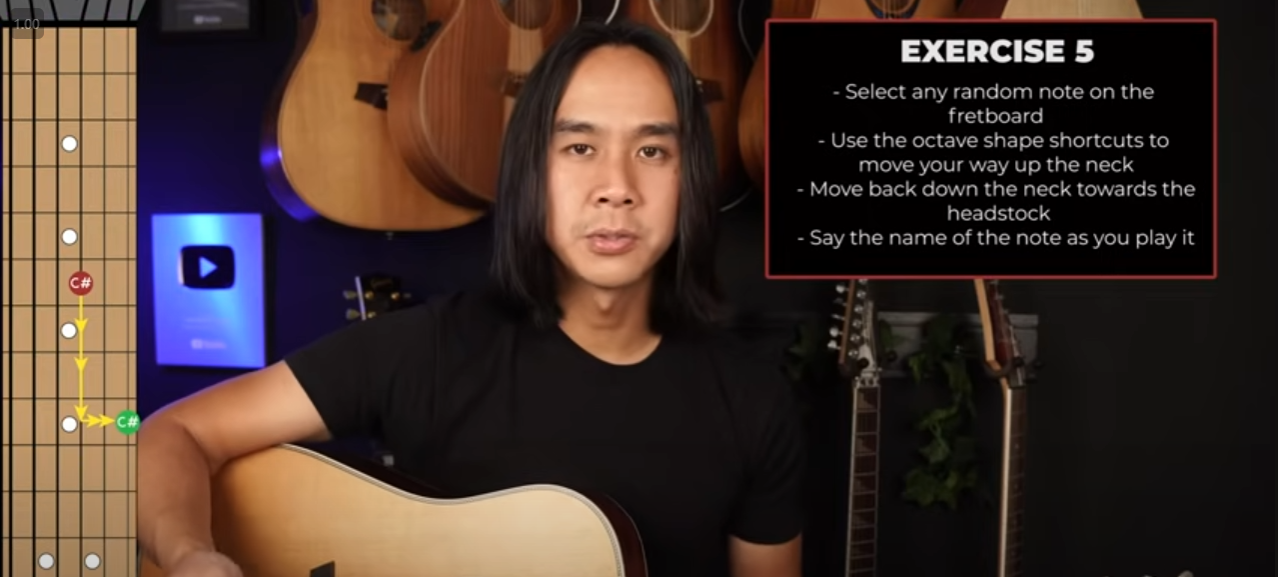 1.00
EXERCISE 5
- Select any random note on the
fretboard
- Use the octave shape shortcuts to
move your way up the neck
- Move back down the neck towards the
headstock
- Say the name of the note as you play it
C#
C#